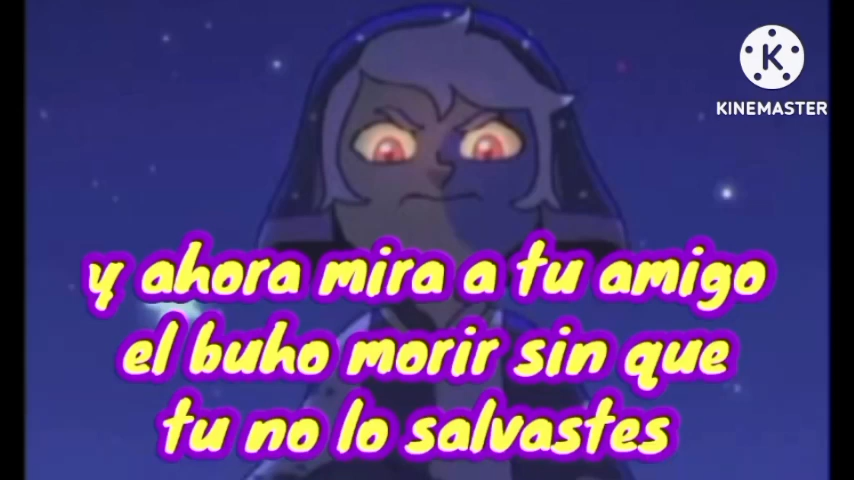 KINEMASTER
y ahora mira a tu amigo
el buho morir sin que
tu no lo salvastes